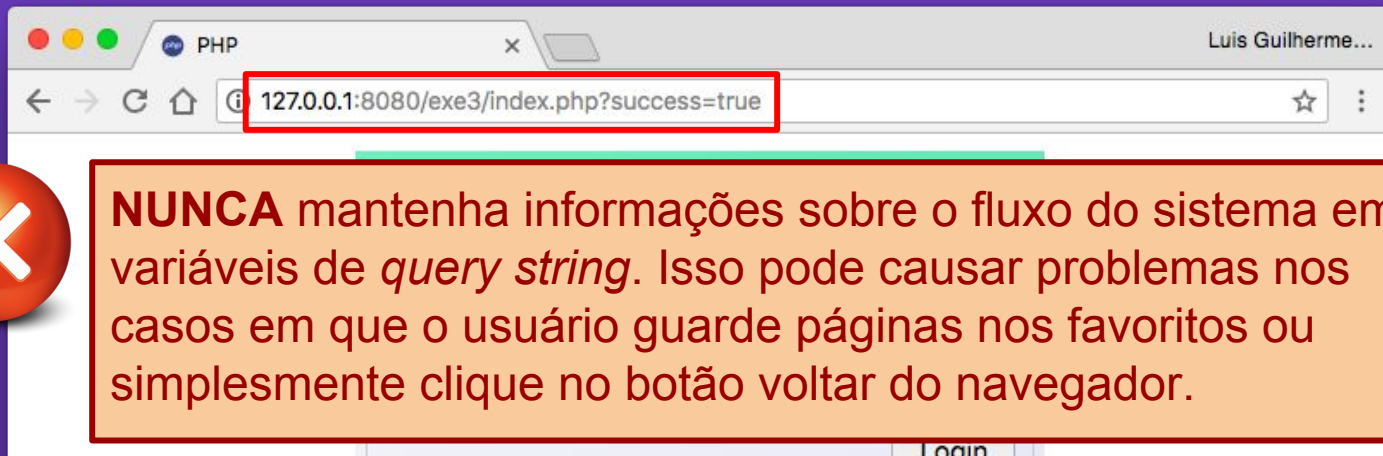 PHP
Luis Guilherme...
127.0.0.1:8080/exe3/index.php?success=true
NUNCA mantenha informações sobre o fluxo do sistema em
variáveis de query string. Isso pode causar problemas nos
casos em que o usuário guarde páginas nos favoritos ou
simplesmente clique no botão voltar do navegador.
Login